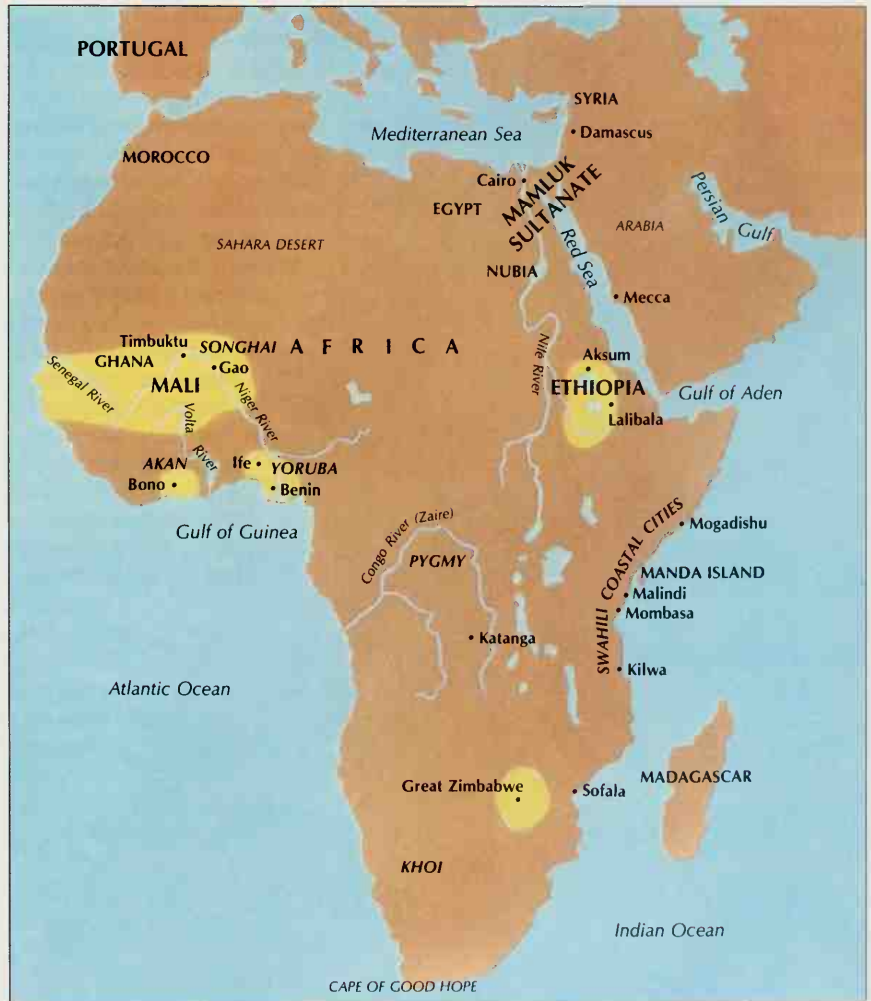 PORTUGAL
SYRIA
Damascus
Mediterranean Sea
MOROCCO
Cairo
MAMLUK
SULTANATE
EGYPT
Persian Gulf
ARABIA
SAHARA DESERT
Red Sea
NUBIA
Mecca
Timbuktu
SONGHAI
AFRICA
GHANA
Gao
Aksum
Senegal River
MALI
Nile River
ETHIOPIA
Gulf of Aden
Niger River
Lalibala
Volta River
AKAN
Ife
YORUBA
Bono
Benin
Mogadishu
Gulf of Guinea
Congo River (Zaire)
SWAHILI COASTAL CITIES
PYGMY
MANDA ISLAND
Malindi
Mombasa
Katanga
Kilwa
Atlantic Ocean
MADAGASCAR
Great Zimbabwe
Sofala
KHOI
Indian Ocean
CAPE OF GOOD HOPE